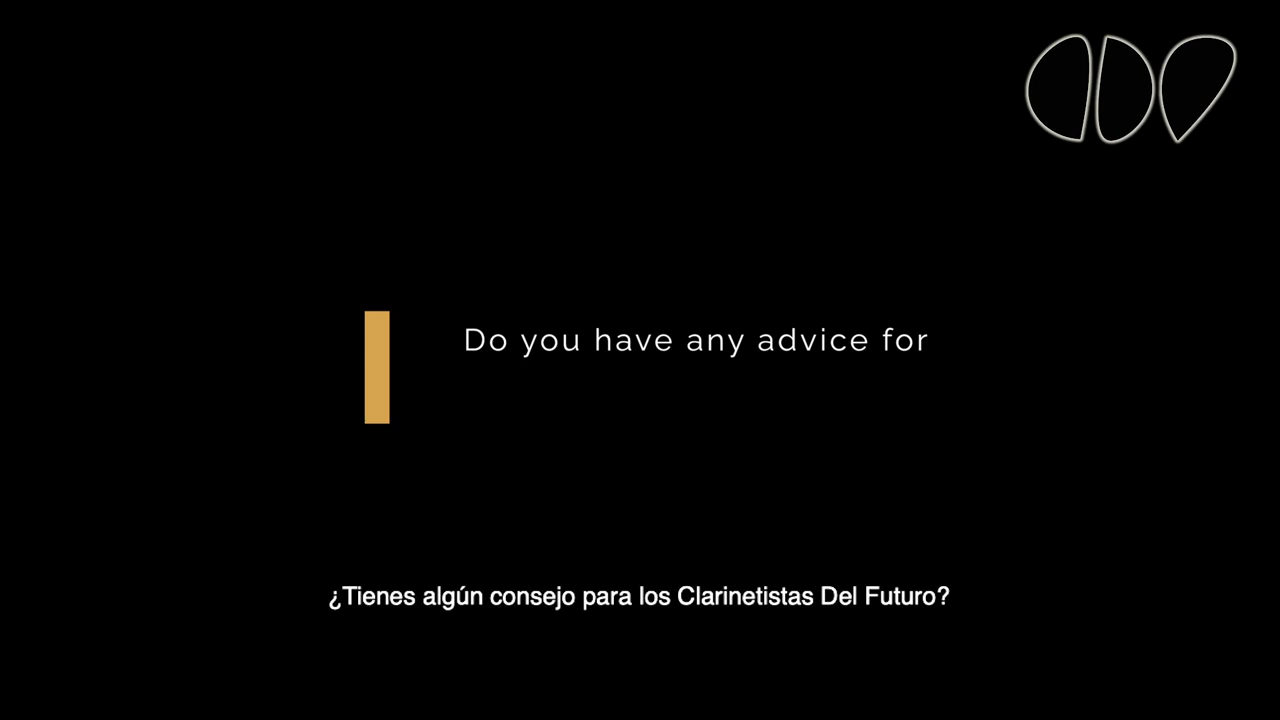 Do you have any advice for
¿Tienes algún consejo para los Clarinetistas Del Futuro?